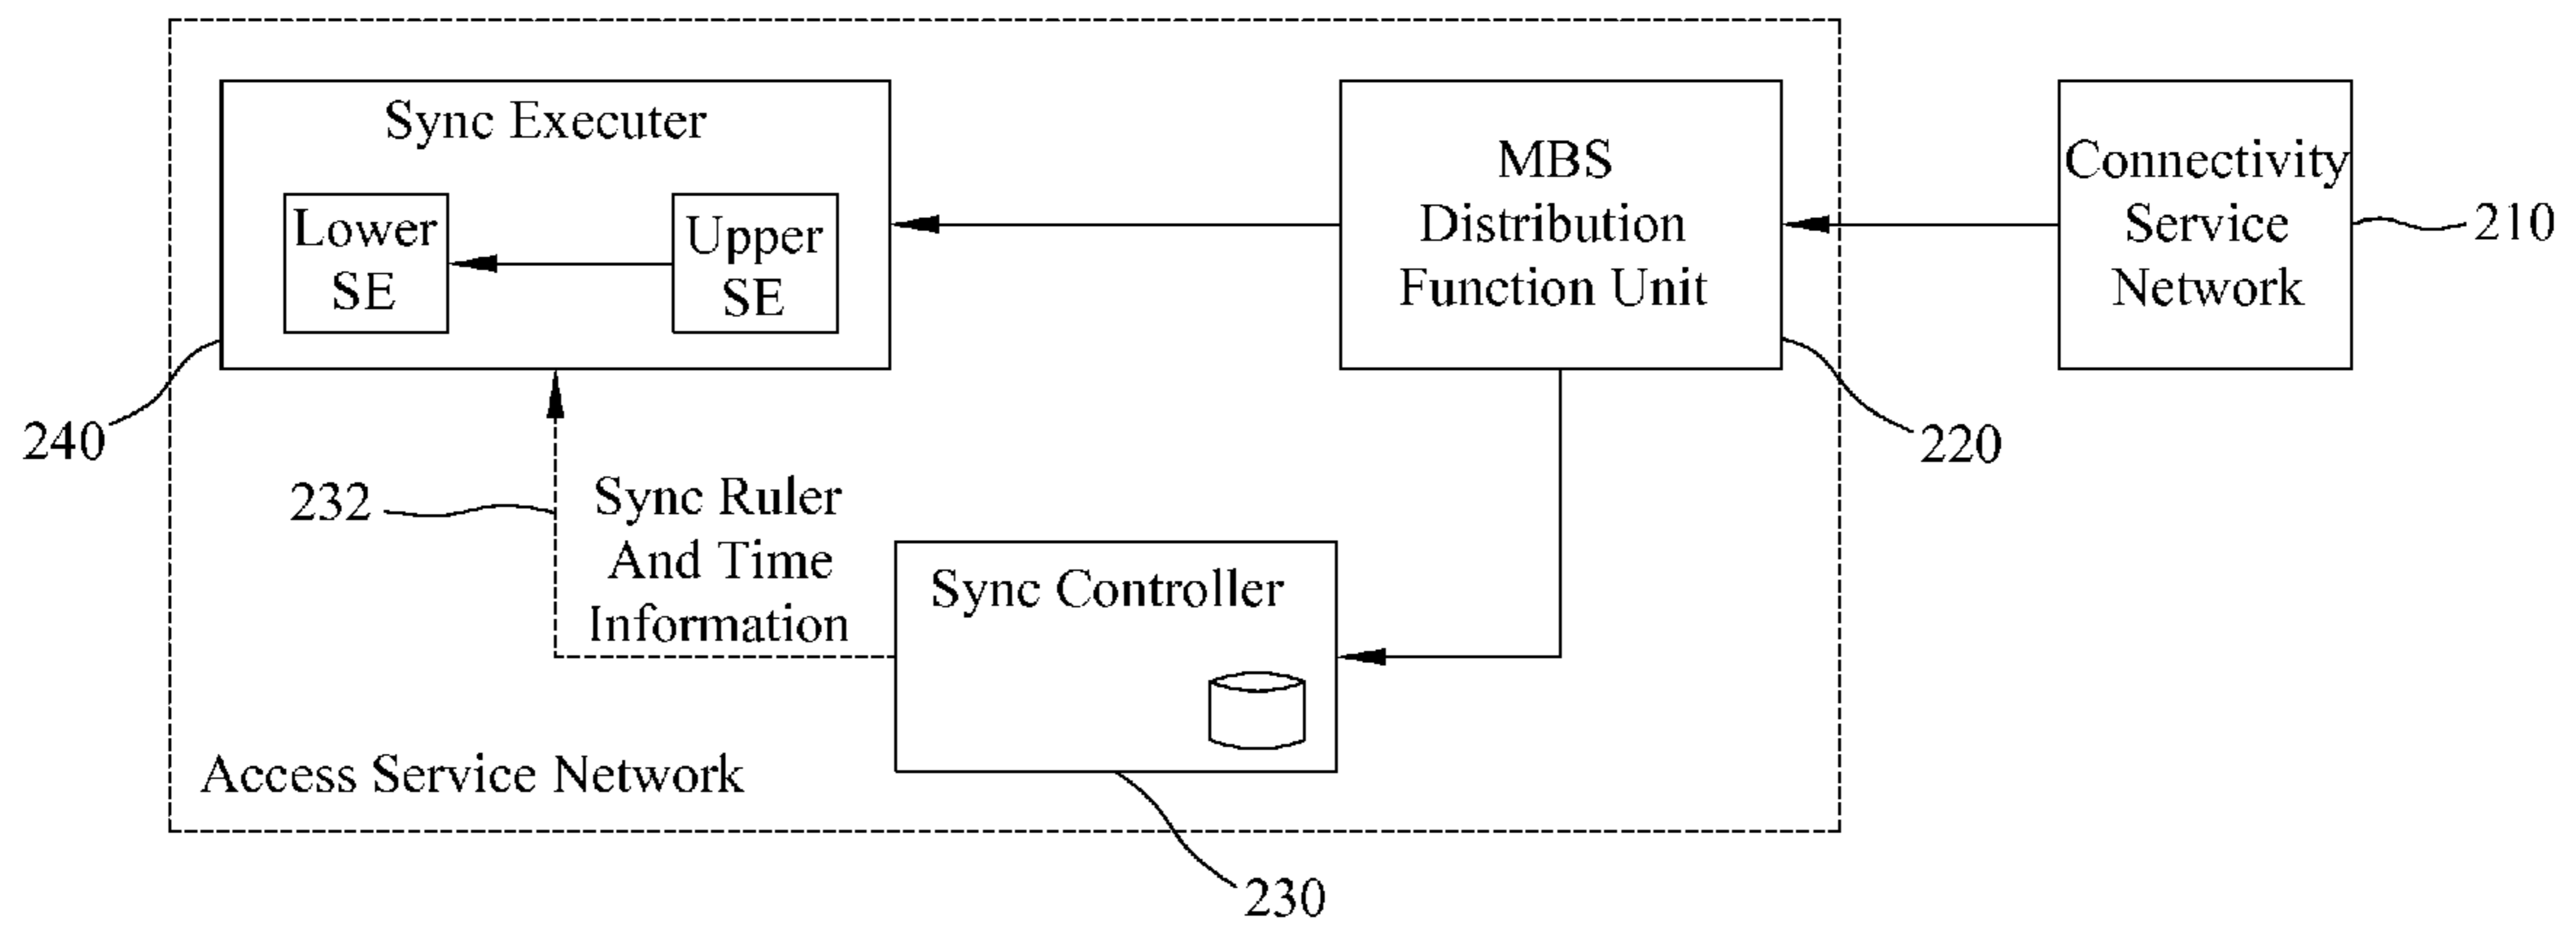 Sync Executer
Lower
SE
Upper
SE
MBS
Distribution
Function Unit
Connectivity
Service
Network
210
240
220
232
Sync Ruler
And Time
Information
Sync Controller
Access Service Network
230